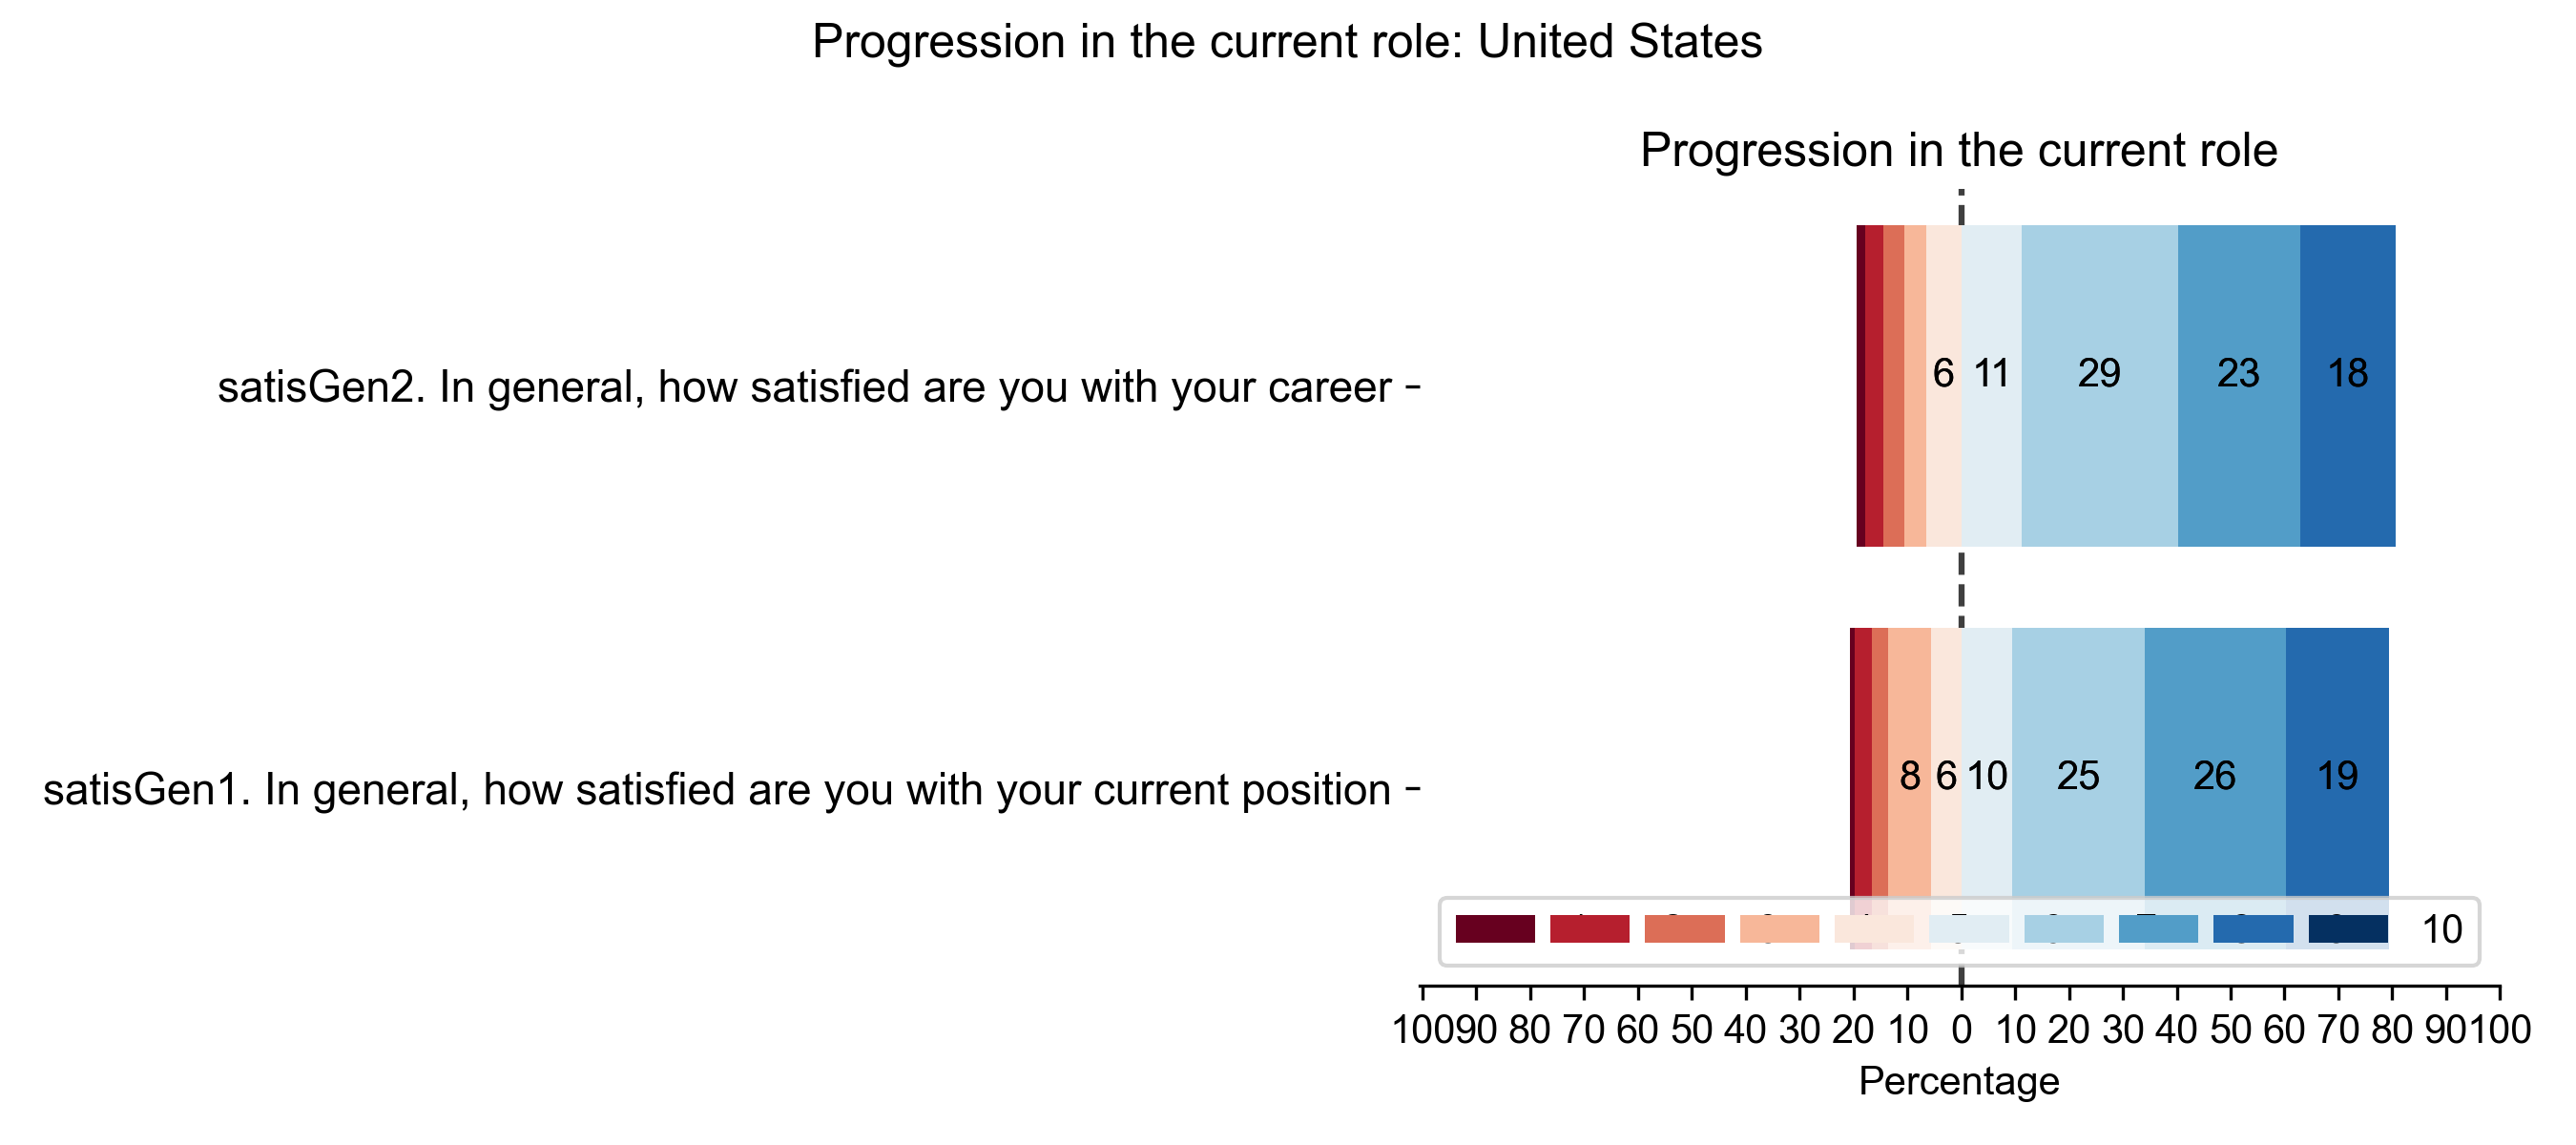 Progression in the current role: United States
Progression in the current role
satisGen2. In general, how satisfied are you with your career
6 11 29 23 18
satisGen1. In general, how satisfied are you with your current position
8 6 10 25 26 19
10
100 90 80 70 60 50 40 30 20 10 0 10 20 30 40 50 60 70 80 90 100
Percentage